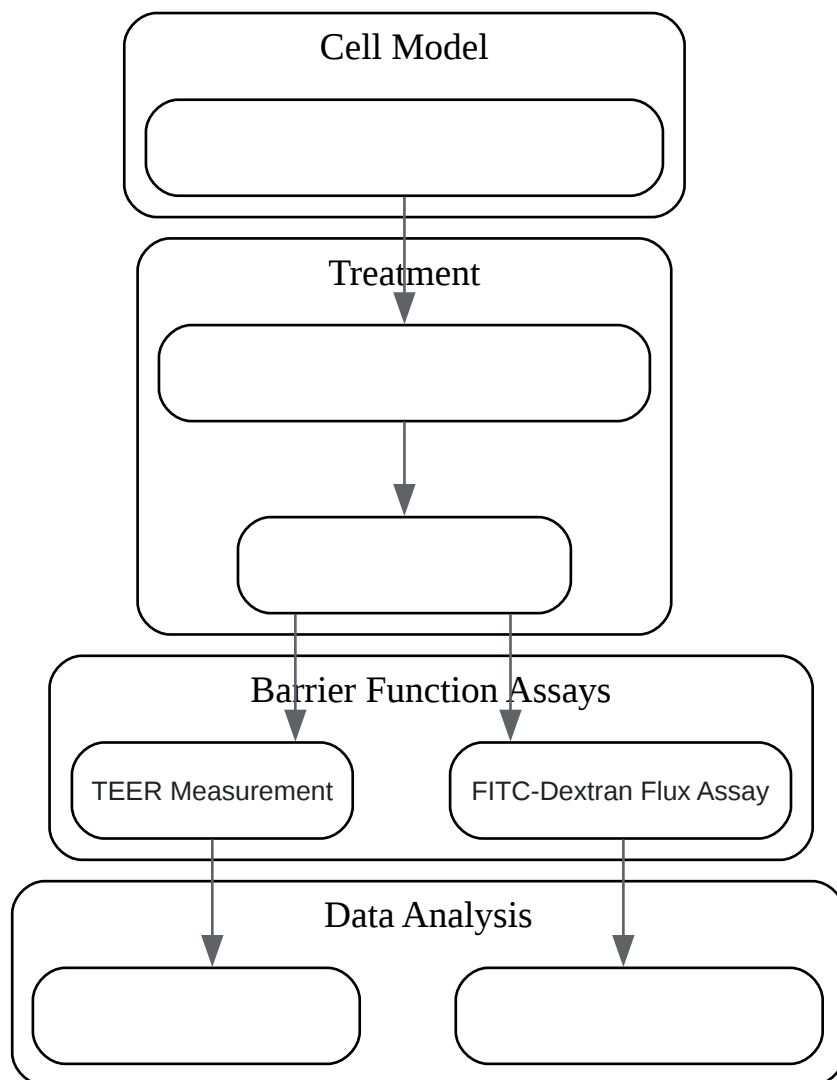 Cell Model
Treatment
Barrier Function Assays
TEER Measurement
FITC-Dextran Flux Assay
Data Analysis